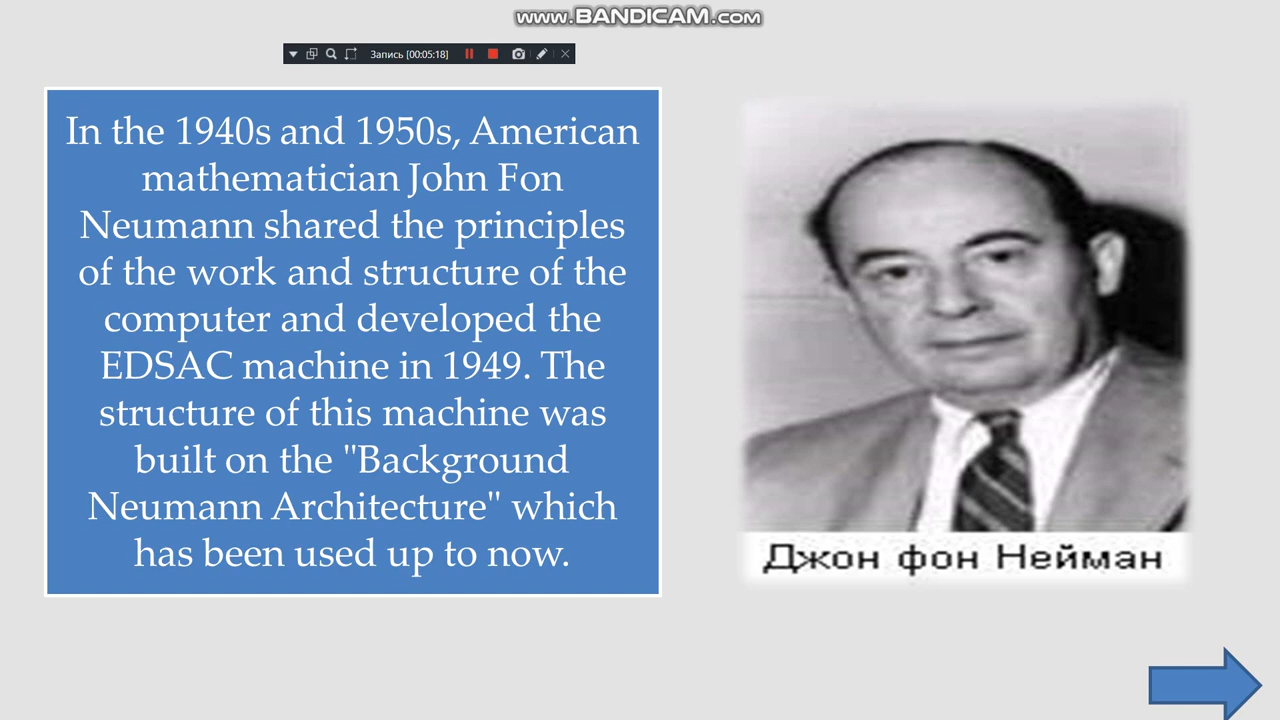 www.BANDICAM.com
Запись [00:05:18]
In the 1940s and 1950s, American
mathematician John Fon
Neumann shared the principles
of the work and structure of the
computer and developed the
EDSAC machine in 1949. The
structure of this machine was
built on the "Background
Neumann Architecture" which
has been used up to now.
Джон фон Нейман